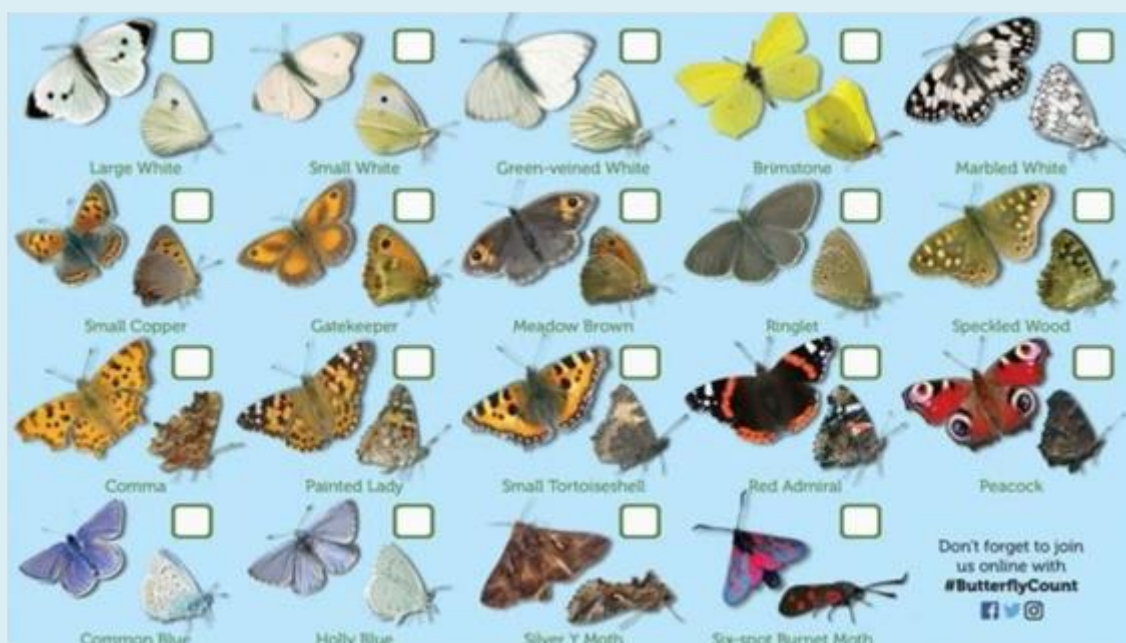 Large White
Small White
Green-veined White
Brimstone
Marbled White
Small Copper
Gatekeeper
Meadow Brown
Ringlet
Speckled Wood
Comma
Painted Lady
Small Tortoiseshell
Red Admiral
Peacock
Common Blue
Holly Blue
Silver Y Moth
Six-spot Burnet Moth
Don't forget to join
us online with
#ButterflyCount